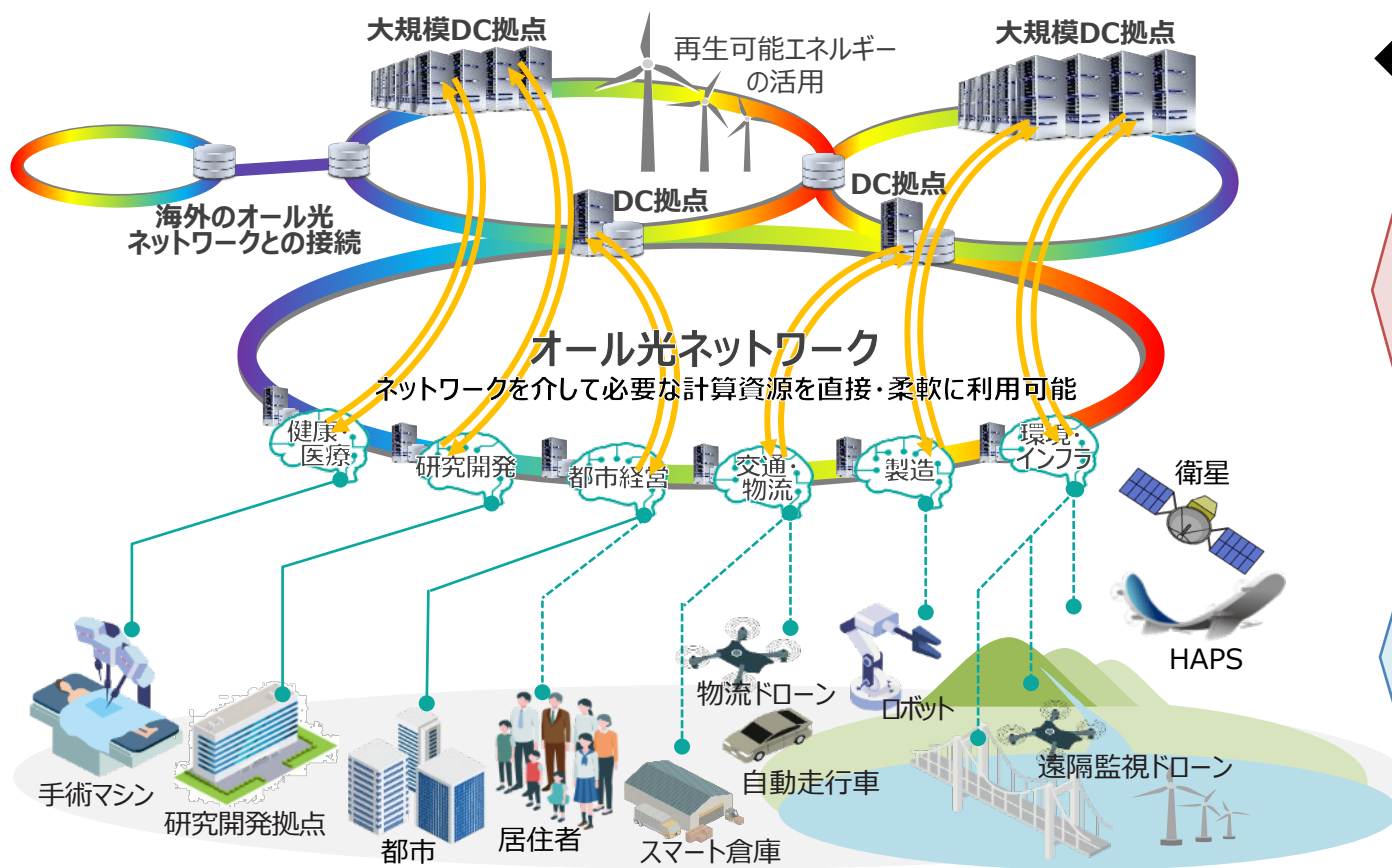 大規模DC拠点
再生可能エネルギー
の活用
大規模DC拠点
海外のオール光
ネットワークとの接続
DC拠点
DC拠点
オール光ネットワーク
ネットワークを介して必要な計算資源を直接・柔軟に利用可能
健康・
医療
研究開発
都市経営
交通・
物流
製造
環境・
インフラ
衛星
HAPS
物流ドローン
ロボット
自動走行車
遠隔監視ドローン
手術マシン
研究開発拠点
都市
居住者
スマート倉庫